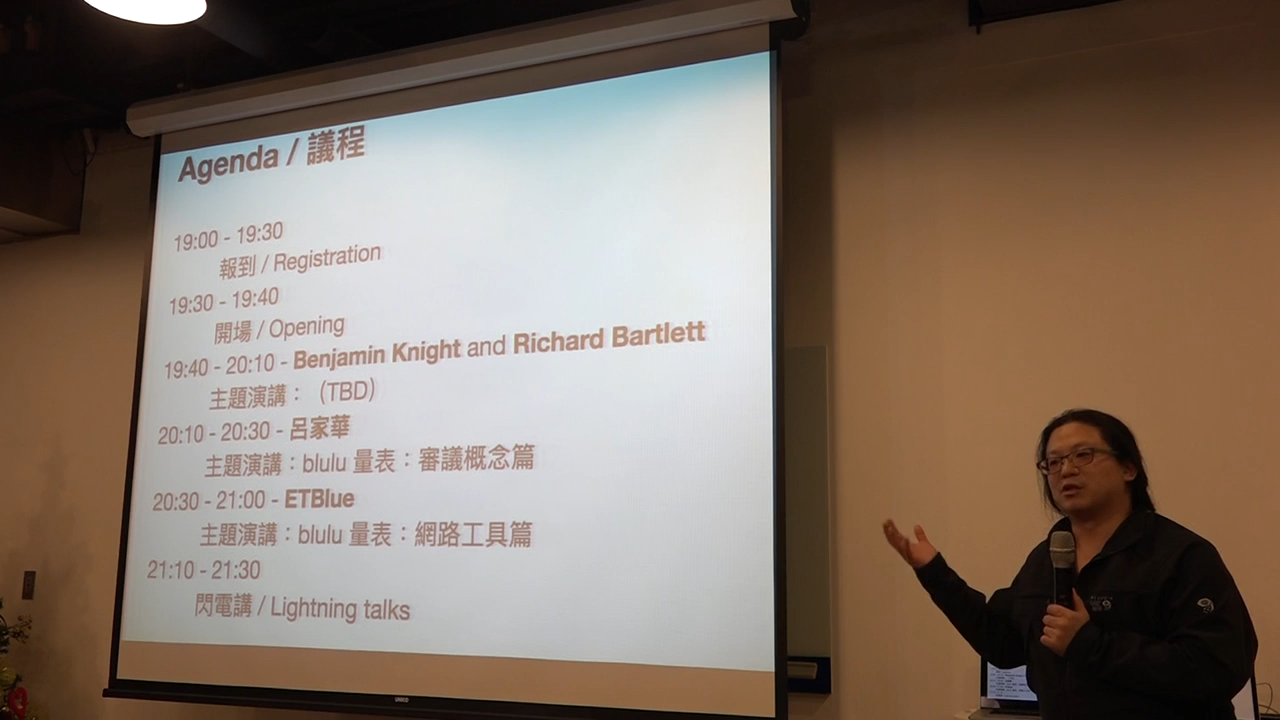 Agenda / 議程
19:00 - 19:30
報到 / Registration
19:30 - 19:40
開場 / Opening
19:40 - 20:10 - Benjamin Knight and Richard Bartlett
主題演講：（TBD）
20:10 - 20:30 - 呂家華
主題演講：blulu 量表：審議概念篇
20:30 - 21:00 - ETBlue
主題演講：blulu 量表：網路工具篇
21:10 - 21:30
閃電講 / Lightning talks